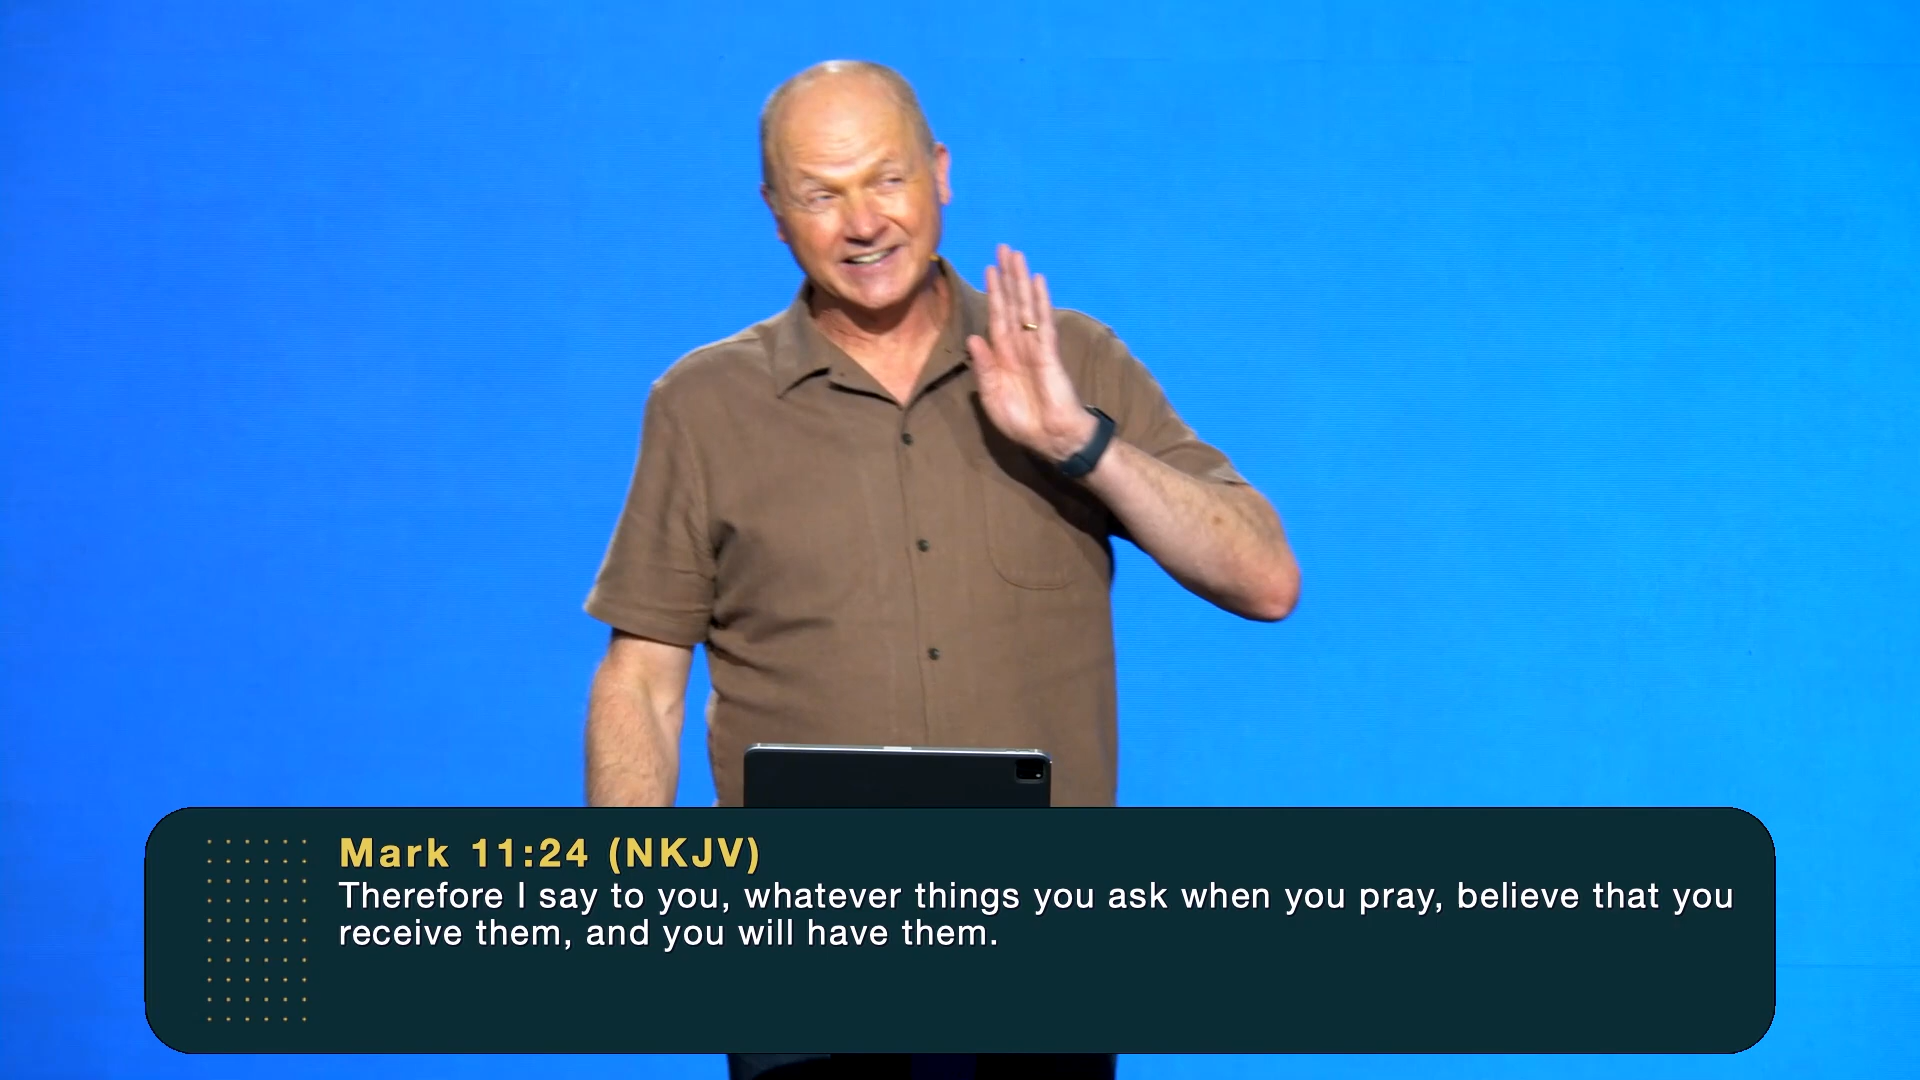 Mark 11:24 (NKJV)
Therefore I say to you, whatever things you ask when you pray, believe that you
receive them, and you will have them.